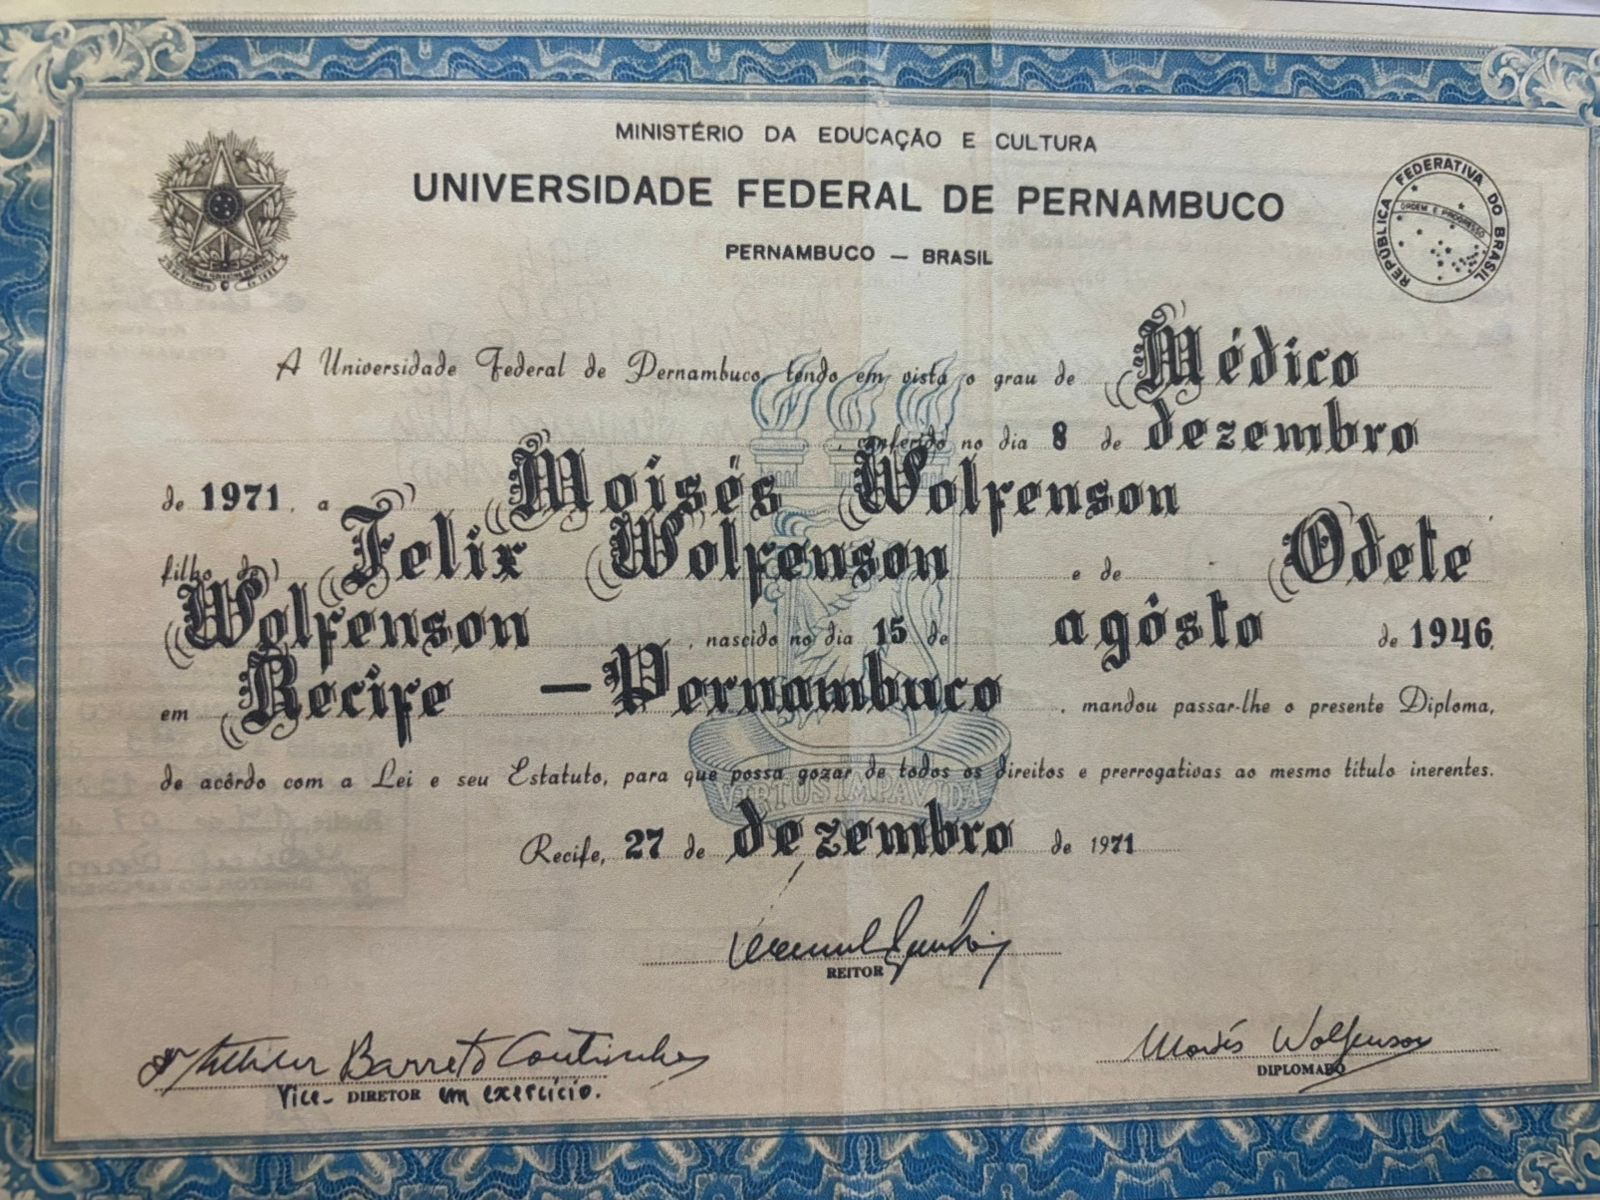 MINISTÉRIO DA EDUCAÇÃO E CULTURA
UNIVERSIDADE FEDERAL DE PERNAMBUCO
PERNAMBUCO — BRASIL
REPÚBLICA FEDERATIVA DO BRASIL
ORDEM E PROGRESSO
A Universidade Federal de Pernambuco, tendo em vista o grau de Médico
, conferido no dia 8 de dezembro
de 1971, a Moisés Wolfenson
filho de Felix Wolfenson e de Odete
Wolfenson, nascido no dia 15 de agôsto de 1946,
em Recife – Pernambuco, mandou passar-lhe o presente Diploma,
de acôrdo com a Lei e seu Estatuto, para que possa gozar de todos os direitos e prerrogativas ao mesmo título inerentes.
VIRTUS IMPAVIDA
Recife, 27 de dezembro de 1971
REITOR
Barreto Coutinho
Vice- DIRETOR em exercício.
Moisés Wolfenson
DIPLOMADO